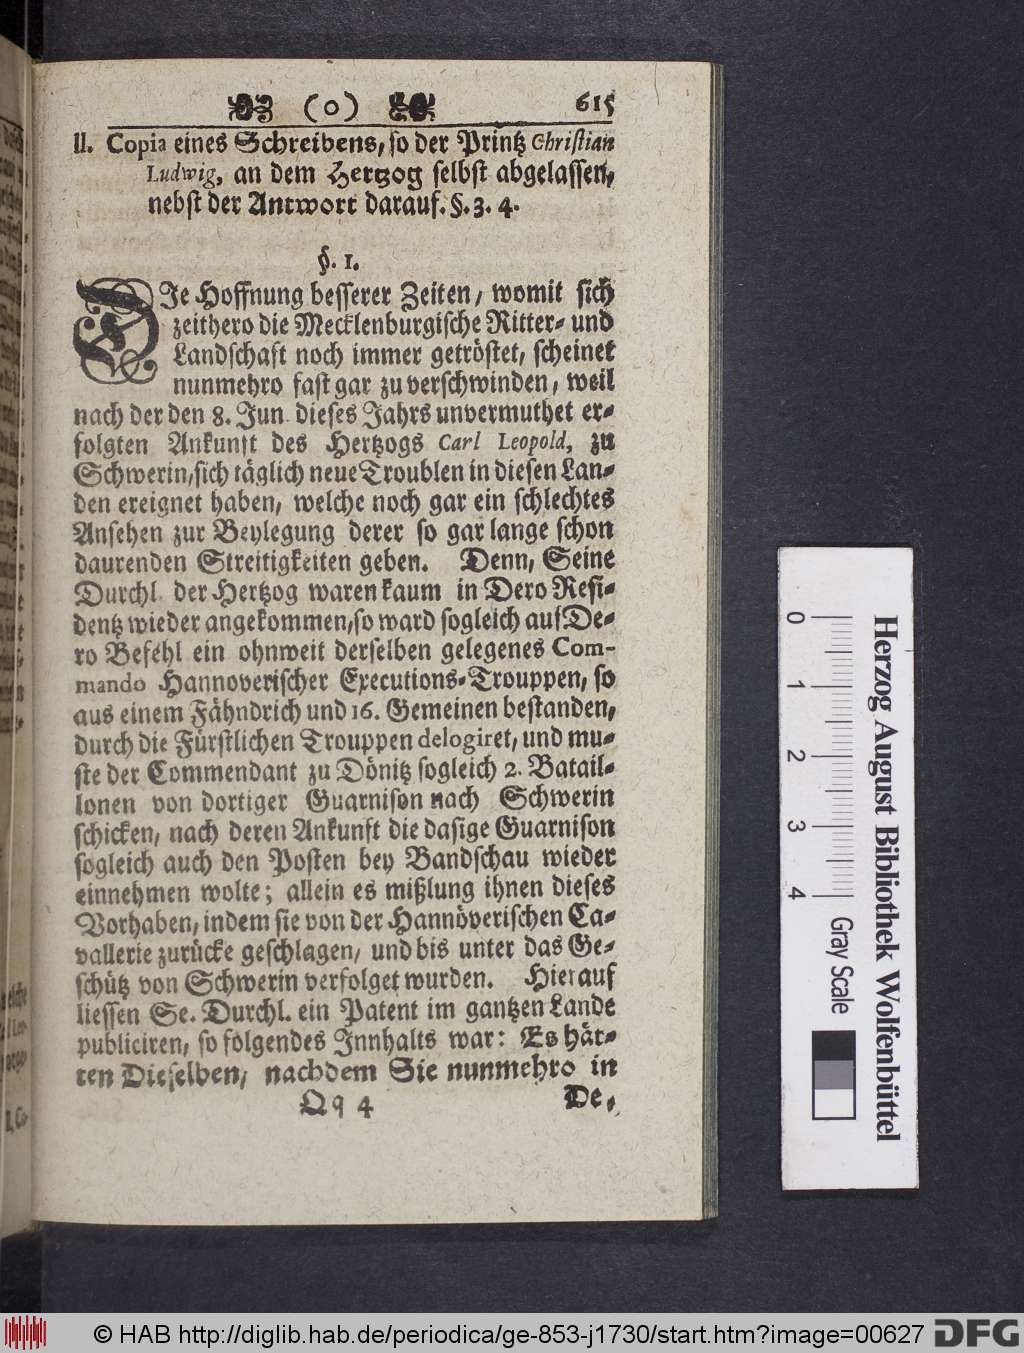 (o) 615
II. Copia eines Schreibens, so der Printz Christian
Ludwig, an dem Hertzog selbst abgelassen,
nebst der Antwort darauf. §. 3. 4.
§. 1.
DIe Hoffnung besserer Zeiten, womit sich
zeithero die Mecklenburgische Ritter- und
Landschaft noch immer getröstet, scheinet
nunmehro fast gar zu verschwinden, weil
nach der den 8. Jun. dieses Jahrs unvermuthet er-
folgten Ankunft des Hertzogs Carl Leopold, zu
Schwerin, sich täglich neue Troublen in diesen Lan-
den ereignet haben, welche noch gar ein schlechtes
Ansehen zur Beylegung derer so gar lange schon
daurenden Streitigkeiten geben. Denn, Seine
Durchl. der Hertzog waren kaum in Dero Resi-
dentz wieder angekommen, so ward sogleich auf De-
ro Befehl ein ohnweit derselben gelegenes Com-
mando Hannoverischer Executions-Trouppen, so
aus einem Fähndrich und 16. Gemeinen bestanden,
durch die Fürstlichen Trouppen delogiret, und mu-
ste der Commendant zu Dönitz sogleich 2. Batail-
lonen von dortiger Guarnison nach Schwerin
schicken, nach deren Ankunft die dasige Guarnison
sogleich auch den Posten bey Bandschau wieder
einnehmen wolte; allein es mißlung ihnen dieses
Vorhaben, indem sie von der Hannöverischen Ca-
vallerie zurücke geschlagen, und bis unter das Ge-
schütz von Schwerin verfolget wurden. Hierauf
liessen Se. Durchl. ein Patent im gantzen Lande
publiciren, so folgendes Innhalts war: Es hät-
ten Dieselben, nachdem Sie nunmehro in
Qq 4 De-
0 1 2 3 4 Gray Scale
Herzog August Bibliothek Wolfenbüttel
© HAB http://diglib.hab.de/periodica/ge-853-j1730/start.htm?image=00627 DFG